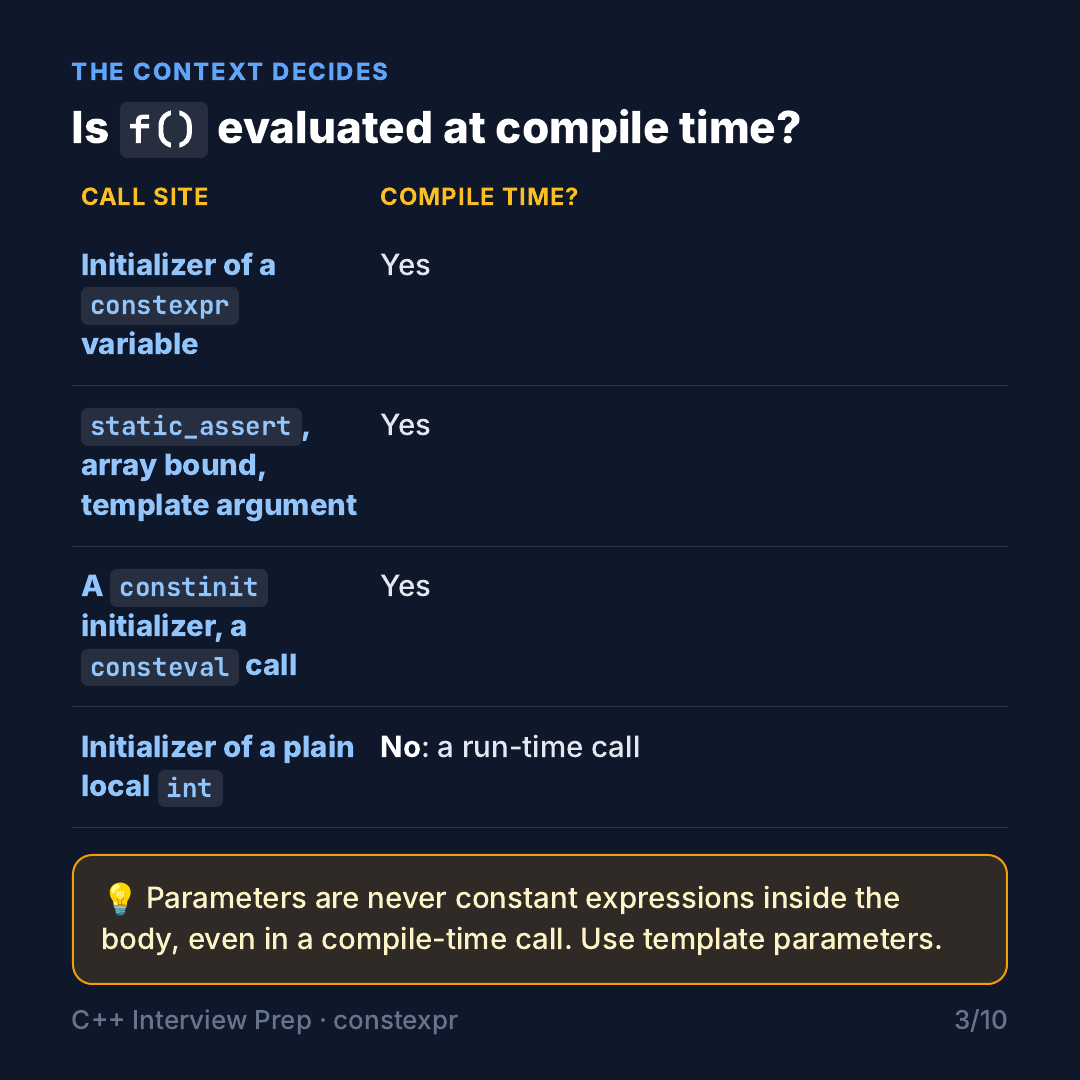 THE CONTEXT DECIDES
Is f() evaluated at compile time?
CALL SITE COMPILE TIME?
Initializer of a Yes
constexpr
variable
static_assert, Yes
array bound,
template argument
A constinit Yes
initializer, a
consteval call
Initializer of a plain No: a run-time call
local int
💡 Parameters are never constant expressions inside the
body, even in a compile-time call. Use template parameters.
C++ Interview Prep · constexpr 3/10